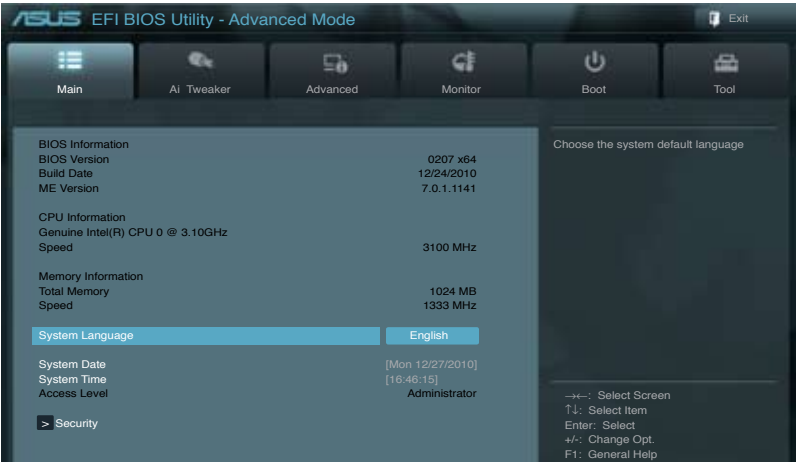 ASUS EFI BIOS Utility - Advanced Mode
Exit
Main
Ai Tweaker
Advanced
Monitor
Boot
Tool
BIOS Information
BIOS Version 0207 x64
Build Date 12/24/2010
ME Version 7.0.1.1141
CPU Information
Genuine Intel(R) CPU 0 @ 3.10GHz
Speed 3100 MHz
Memory Information
Total Memory 1024 MB
Speed 1333 MHz
System Language English
System Date [Mon 12/27/2010]
System Time [16:46:15]
Access Level Administrator
> Security
Choose the system default language
→←: Select Screen
↑↓: Select Item
Enter: Select
+/-: Change Opt.
F1: General Help